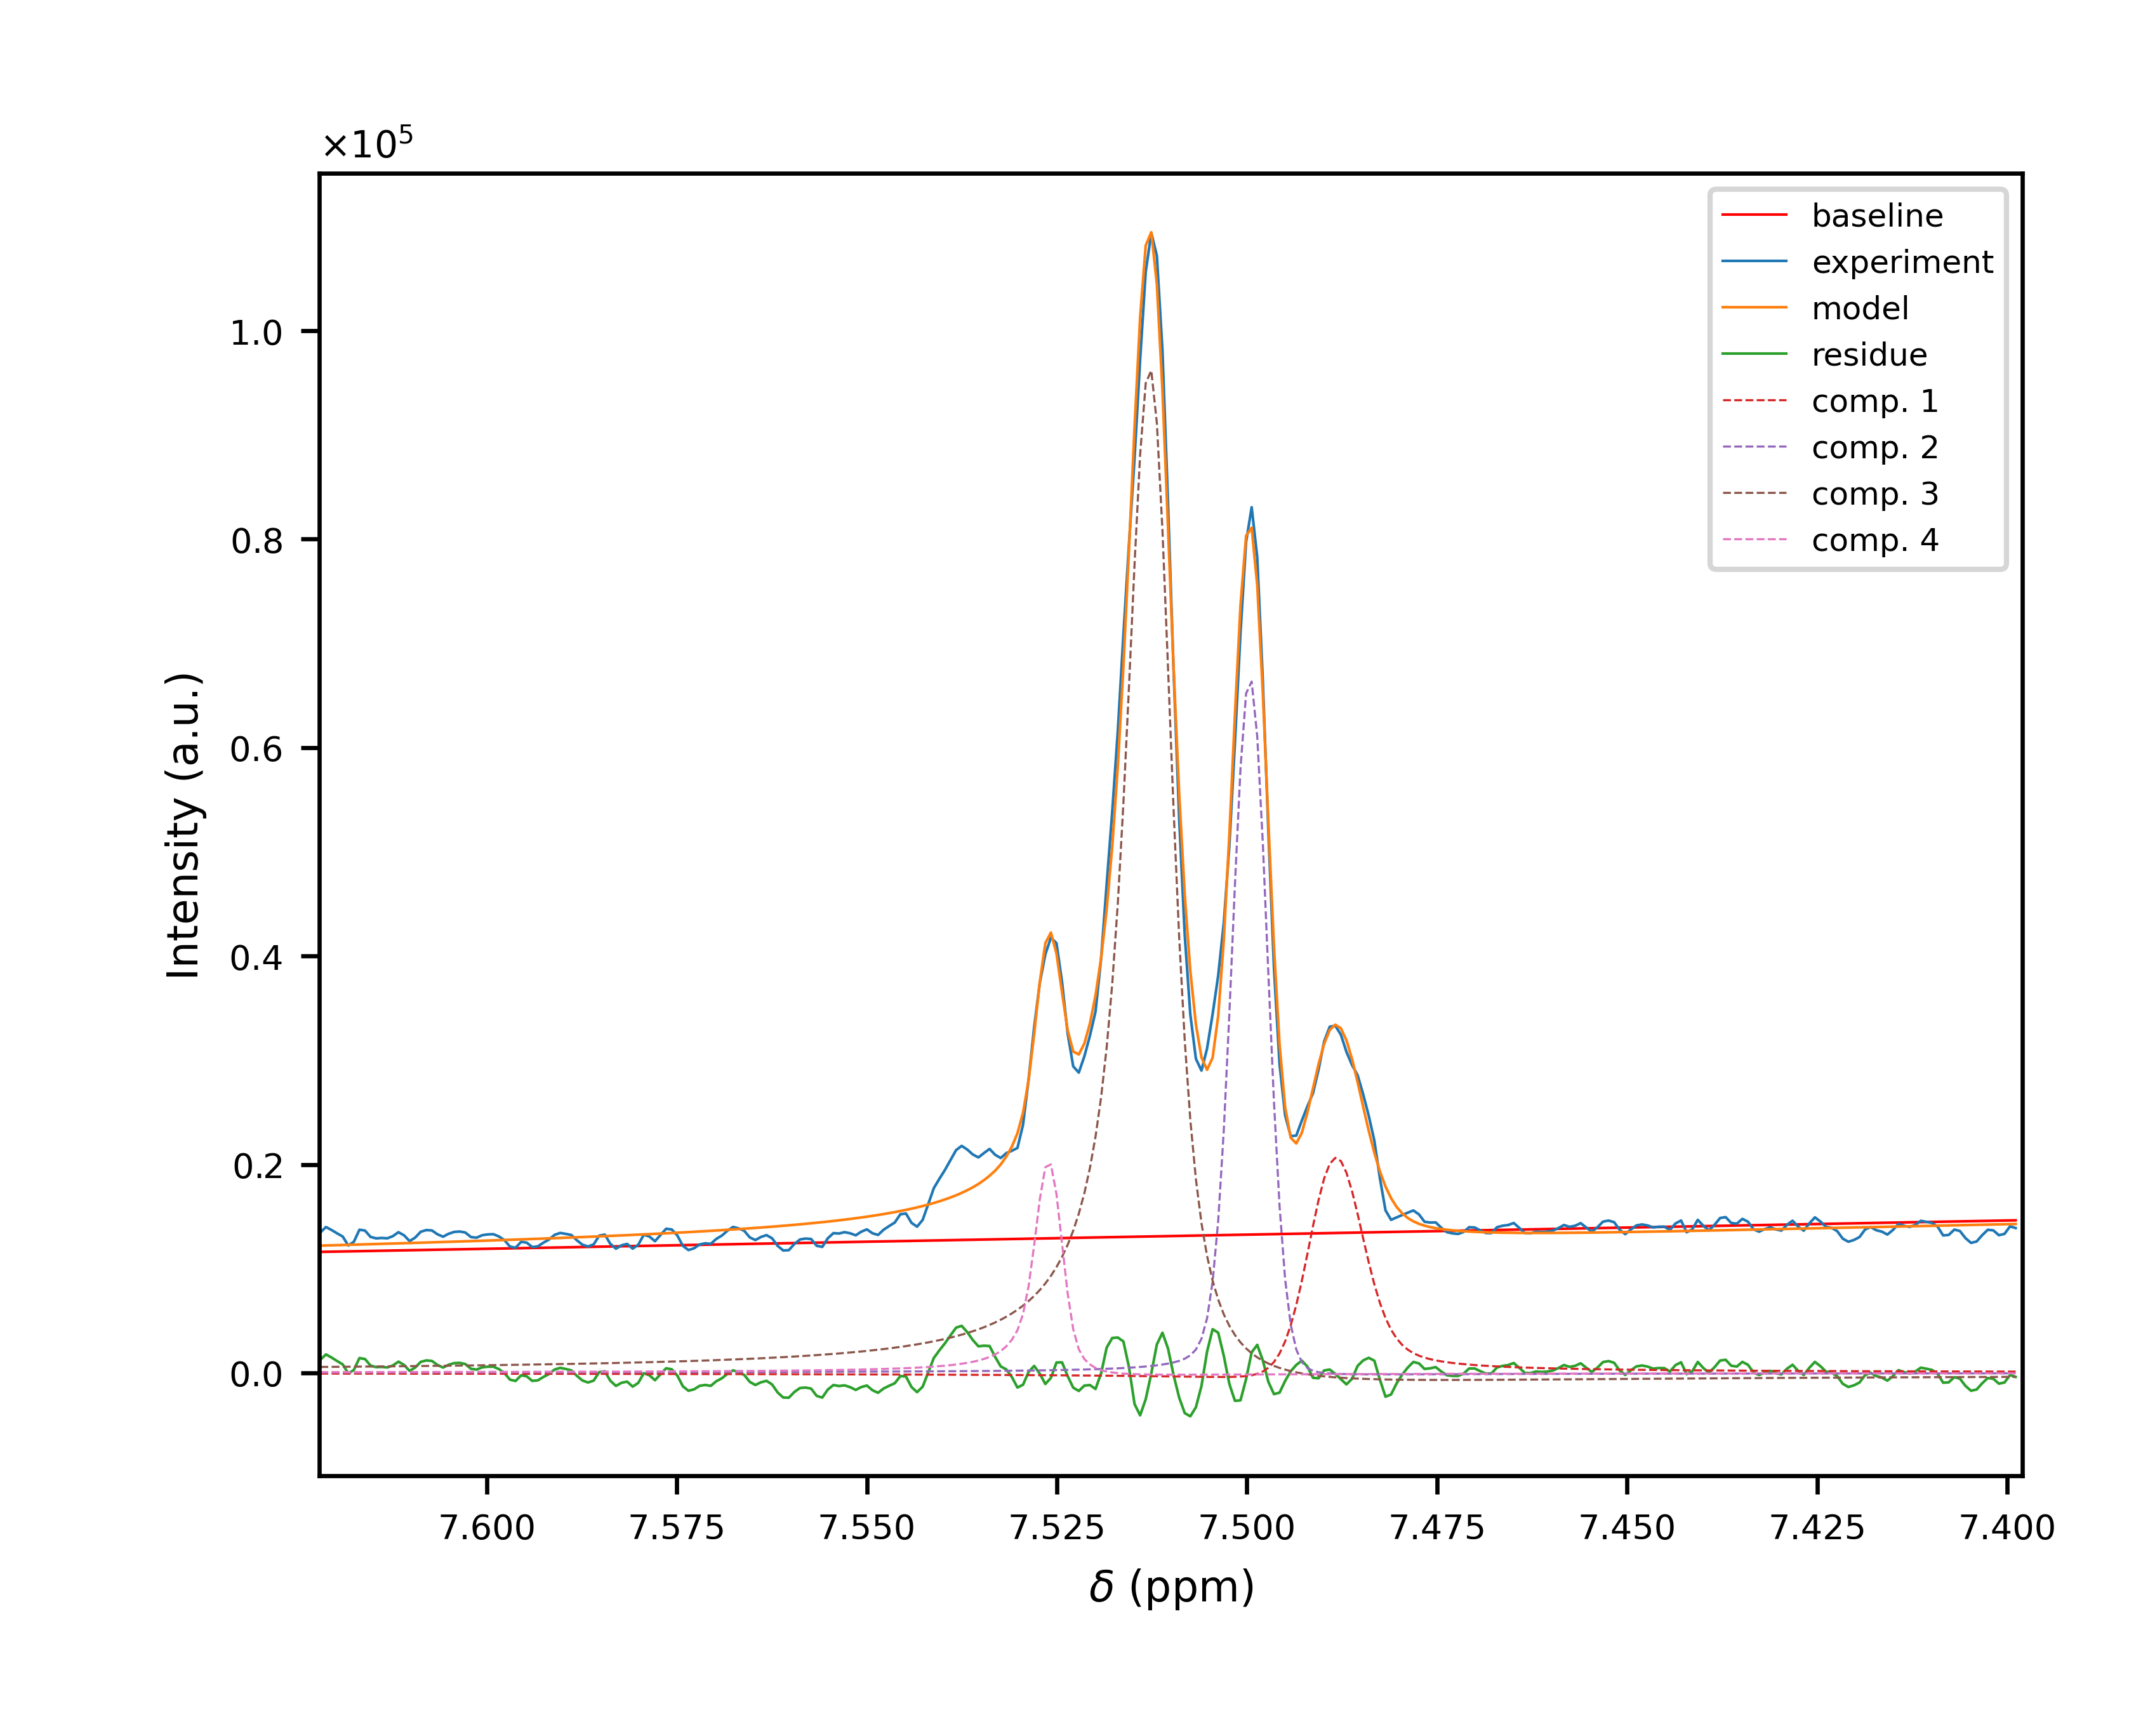 ×10⁵
baseline
experiment
model
residue
comp. 1
comp. 2
comp. 3
comp. 4
1.0
0.8
0.6
0.4
0.2
0.0
Intensity (a.u.)
7.600 7.575 7.550 7.525 7.500 7.475 7.450 7.425 7.400
δ (ppm)